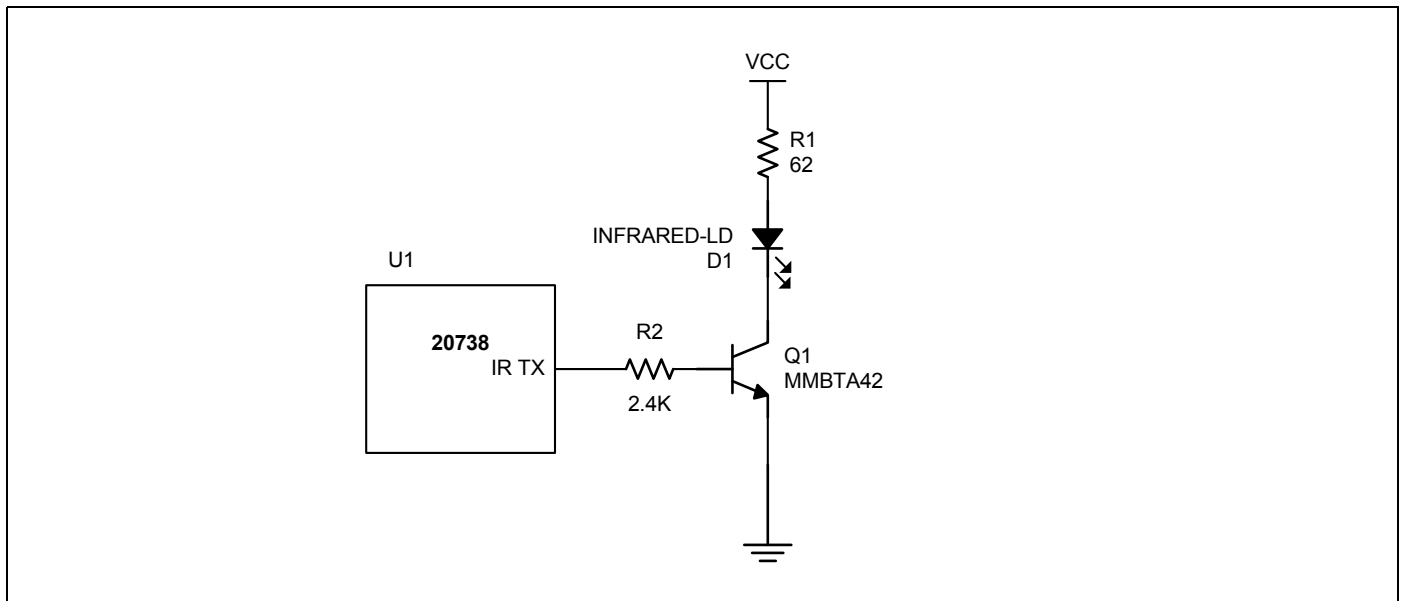 VCC
R1
62
INFRARED-LD
D1
U1
20738
IR TX
R2
2.4K
Q1
MMBTA42